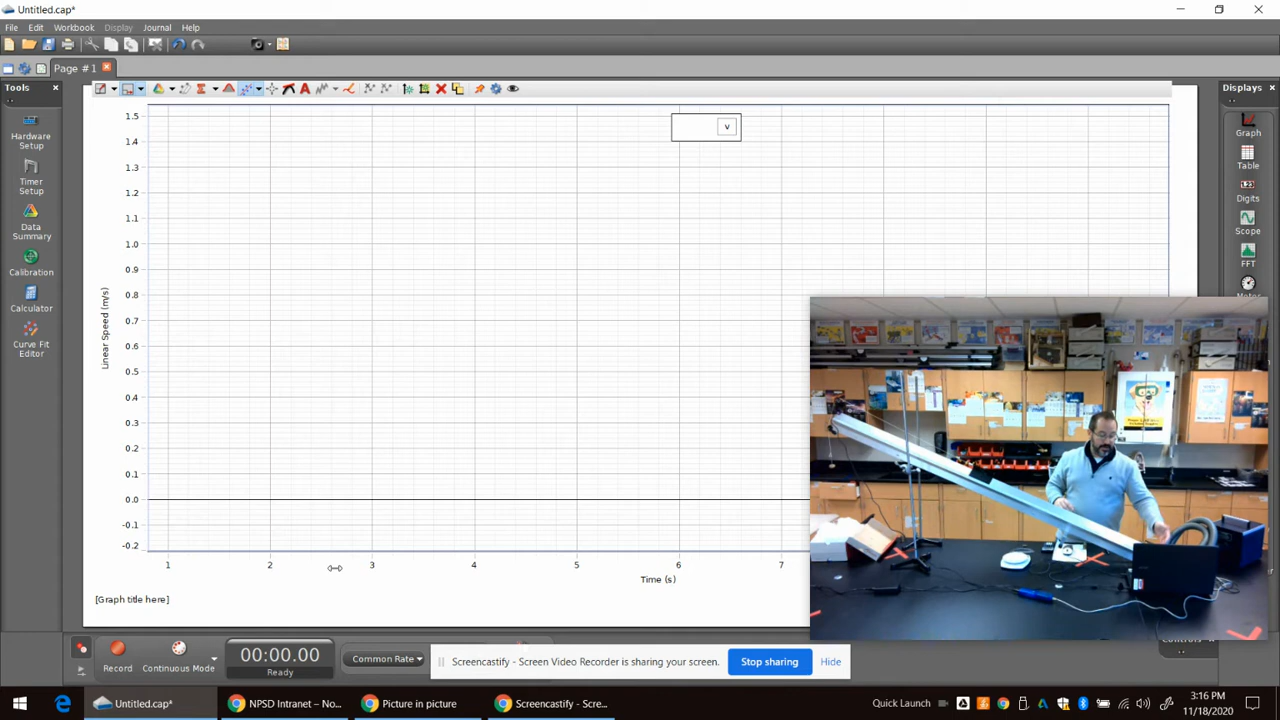 Untitled.cap*
File Edit Workbook Display Journal Help
Page #1
Tools
Hardware
Setup
Timer
Setup
Data
Summary
Calibration
Calculator
Curve Fit
Editor
Displays
Graph
Table
1.23
Digits
Scope
FFT
v
1.5
1.4
1.3
1.2
1.1
1.0
0.9
0.8
0.7
0.6
0.5
0.4
0.3
0.2
0.1
0.0
-0.1
-0.2
Linear Speed (m/s)
1 2 3 4 5 6 7
Time (s)
[Graph title here]
Record
Continuous Mode
00:00.00
Ready
Common Rate
Screencastify - Screen Video Recorder is sharing your screen.
Stop sharing
Hide
Untitled.cap*
NPSD Intranet – No...
Picture in picture
Screencastify - Scre...
Quick Launch
3:16 PM
11/18/2020